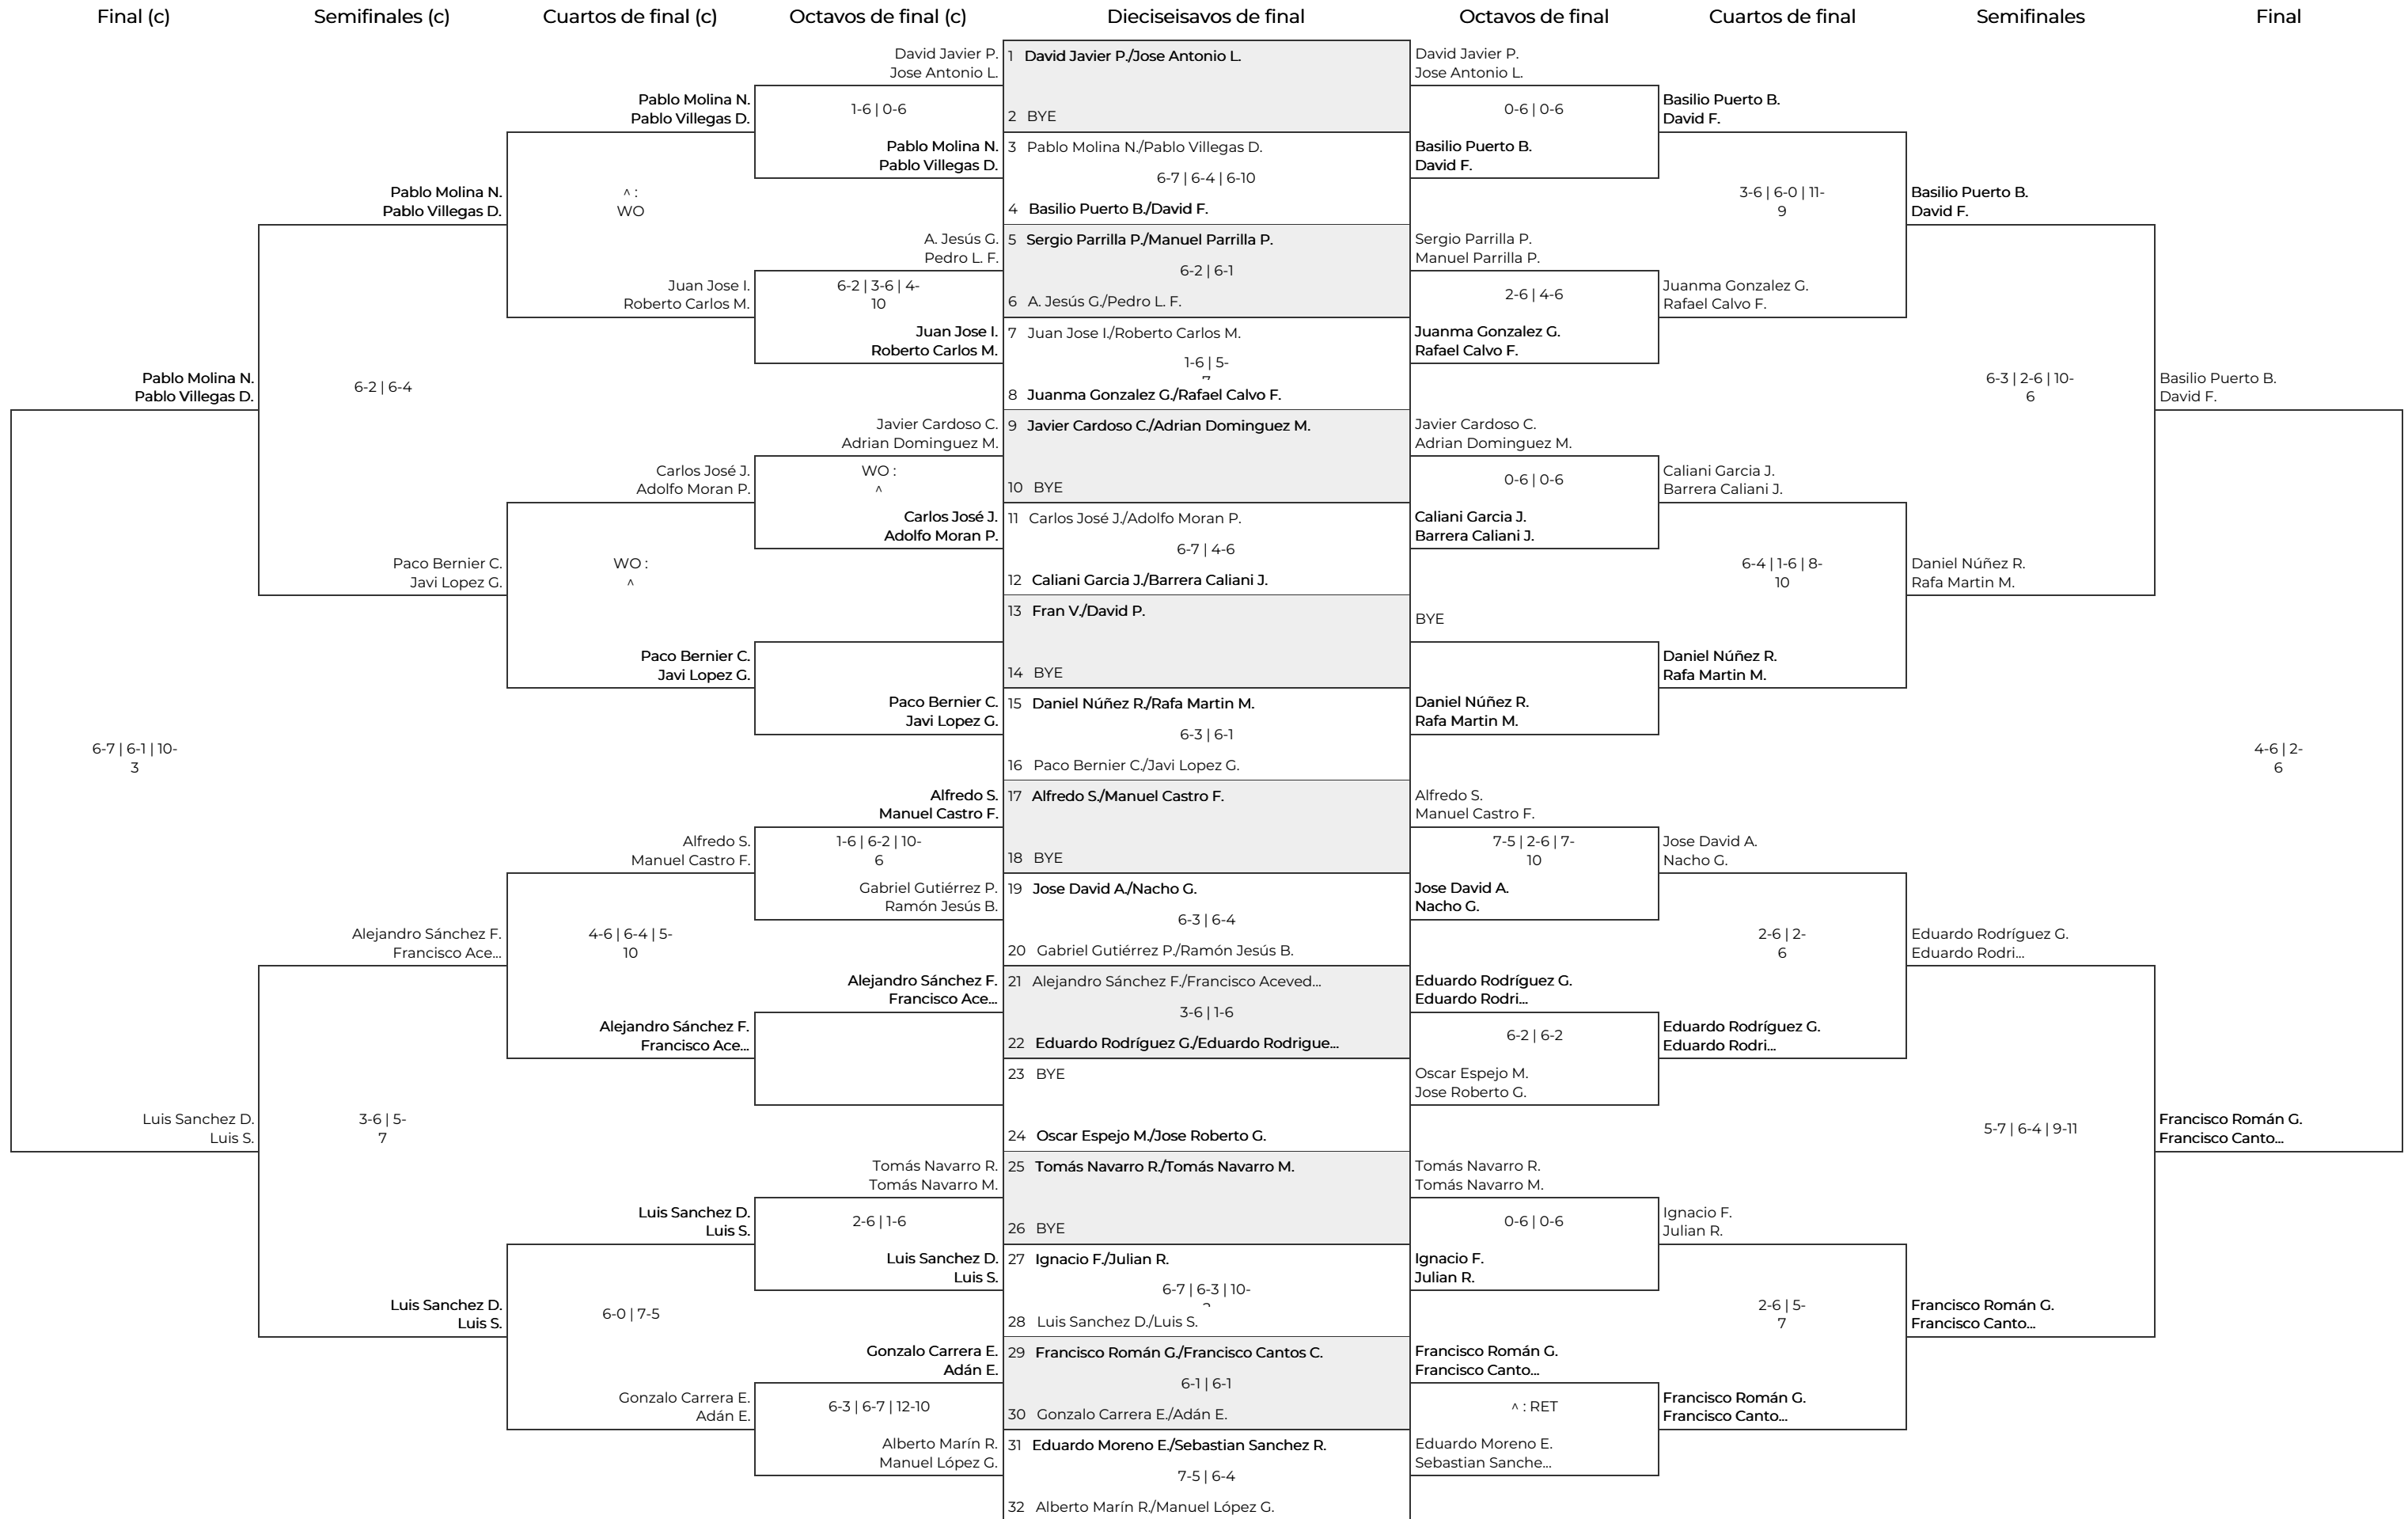 Final (c)
Semifinales (c)
Cuartos de final (c)
Octavos de final (c)
Dieciseisavos de final
Octavos de final
Cuartos de final
Semifinales
Final
Pablo Molina N.
Pablo Villegas D.
6-7 | 6-1 | 10-
3
Luis Sanchez D.
Luis S.
Pablo Molina N.
Pablo Villegas D.
6-2 | 6-4
Paco Bernier C.
Javi Lopez G.
Alejandro Sánchez F.
Francisco Ace...
3-6 | 5-
7
Luis Sanchez D.
Luis S.
Pablo Molina N.
Pablo Villegas D.
^ :
WO
Juan Jose I.
Roberto Carlos M.
Carlos José J.
Adolfo Moran P.
WO :
^
Paco Bernier C.
Javi Lopez G.
Alfredo S.
Manuel Castro F.
4-6 | 6-4 | 5-
10
Alejandro Sánchez F.
Francisco Ace...
Luis Sanchez D.
Luis S.
6-0 | 7-5
Gonzalo Carrera E.
Adán E.
David Javier P.
Jose Antonio L.
1-6 | 0-6
Pablo Molina N.
Pablo Villegas D.
A. Jesús G.
Pedro L. F.
6-2 | 3-6 | 4-
10
Juan Jose I.
Roberto Carlos M.
Javier Cardoso C.
Adrian Dominguez M.
WO :
^
Carlos José J.
Adolfo Moran P.
Paco Bernier C.
Javi Lopez G.
Alfredo S.
Manuel Castro F.
1-6 | 6-2 | 10-
6
Gabriel Gutiérrez P.
Ramón Jesús B.
Alejandro Sánchez F.
Francisco Ace...
Tomás Navarro R.
Tomás Navarro M.
2-6 | 1-6
Luis Sanchez D.
Luis S.
Gonzalo Carrera E.
Adán E.
6-3 | 6-7 | 12-10
Alberto Marín R.
Manuel López G.
1 David Javier P./Jose Antonio L.
2 BYE
3 Pablo Molina N./Pablo Villegas D.
6-7 | 6-4 | 6-10
4 Basilio Puerto B./David F.
5 Sergio Parrilla P./Manuel Parrilla P.
6-2 | 6-1
6 A. Jesús G./Pedro L. F.
7 Juan Jose I./Roberto Carlos M.
1-6 | 5-
8 Juanma Gonzalez G./Rafael Calvo F.
9 Javier Cardoso C./Adrian Dominguez M.
10 BYE
11 Carlos José J./Adolfo Moran P.
6-7 | 4-6
12 Caliani Garcia J./Barrera Caliani J.
13 Fran V./David P.
14 BYE
15 Daniel Núñez R./Rafa Martin M.
6-3 | 6-1
16 Paco Bernier C./Javi Lopez G.
17 Alfredo S./Manuel Castro F.
18 BYE
19 Jose David A./Nacho G.
6-3 | 6-4
20 Gabriel Gutiérrez P./Ramón Jesús B.
21 Alejandro Sánchez F./Francisco Aceved...
3-6 | 1-6
22 Eduardo Rodríguez G./Eduardo Rodrigue...
23 BYE
24 Oscar Espejo M./Jose Roberto G.
25 Tomás Navarro R./Tomás Navarro M.
26 BYE
27 Ignacio F./Julian R.
6-7 | 6-3 | 10-
28 Luis Sanchez D./Luis S.
29 Francisco Román G./Francisco Cantos C.
6-1 | 6-1
30 Gonzalo Carrera E./Adán E.
31 Eduardo Moreno E./Sebastian Sanchez R.
7-5 | 6-4
32 Alberto Marín R./Manuel López G.
David Javier P.
Jose Antonio L.
0-6 | 0-6
Basilio Puerto B.
David F.
Sergio Parrilla P.
Manuel Parrilla P.
2-6 | 4-6
Juanma Gonzalez G.
Rafael Calvo F.
Javier Cardoso C.
Adrian Dominguez M.
0-6 | 0-6
Caliani Garcia J.
Barrera Caliani J.
BYE
Daniel Núñez R.
Rafa Martin M.
Alfredo S.
Manuel Castro F.
7-5 | 2-6 | 7-
10
Jose David A.
Nacho G.
Eduardo Rodríguez G.
Eduardo Rodri...
6-2 | 6-2
Oscar Espejo M.
Jose Roberto G.
Tomás Navarro R.
Tomás Navarro M.
0-6 | 0-6
Ignacio F.
Julian R.
Francisco Román G.
Francisco Canto...
^ : RET
Eduardo Moreno E.
Sebastian Sanche...
Basilio Puerto B.
David F.
3-6 | 6-0 | 11-
9
Juanma Gonzalez G.
Rafael Calvo F.
Caliani Garcia J.
Barrera Caliani J.
6-4 | 1-6 | 8-
10
Daniel Núñez R.
Rafa Martin M.
Jose David A.
Nacho G.
2-6 | 2-
6
Eduardo Rodríguez G.
Eduardo Rodri...
Ignacio F.
Julian R.
2-6 | 5-
7
Francisco Román G.
Francisco Canto...
Basilio Puerto B.
David F.
6-3 | 2-6 | 10-
6
Daniel Núñez R.
Rafa Martin M.
Eduardo Rodríguez G.
Eduardo Rodri...
5-7 | 6-4 | 9-11
Francisco Román G.
Francisco Canto...
Basilio Puerto B.
David F.
4-6 | 2-
6
Francisco Román G.
Francisco Canto...